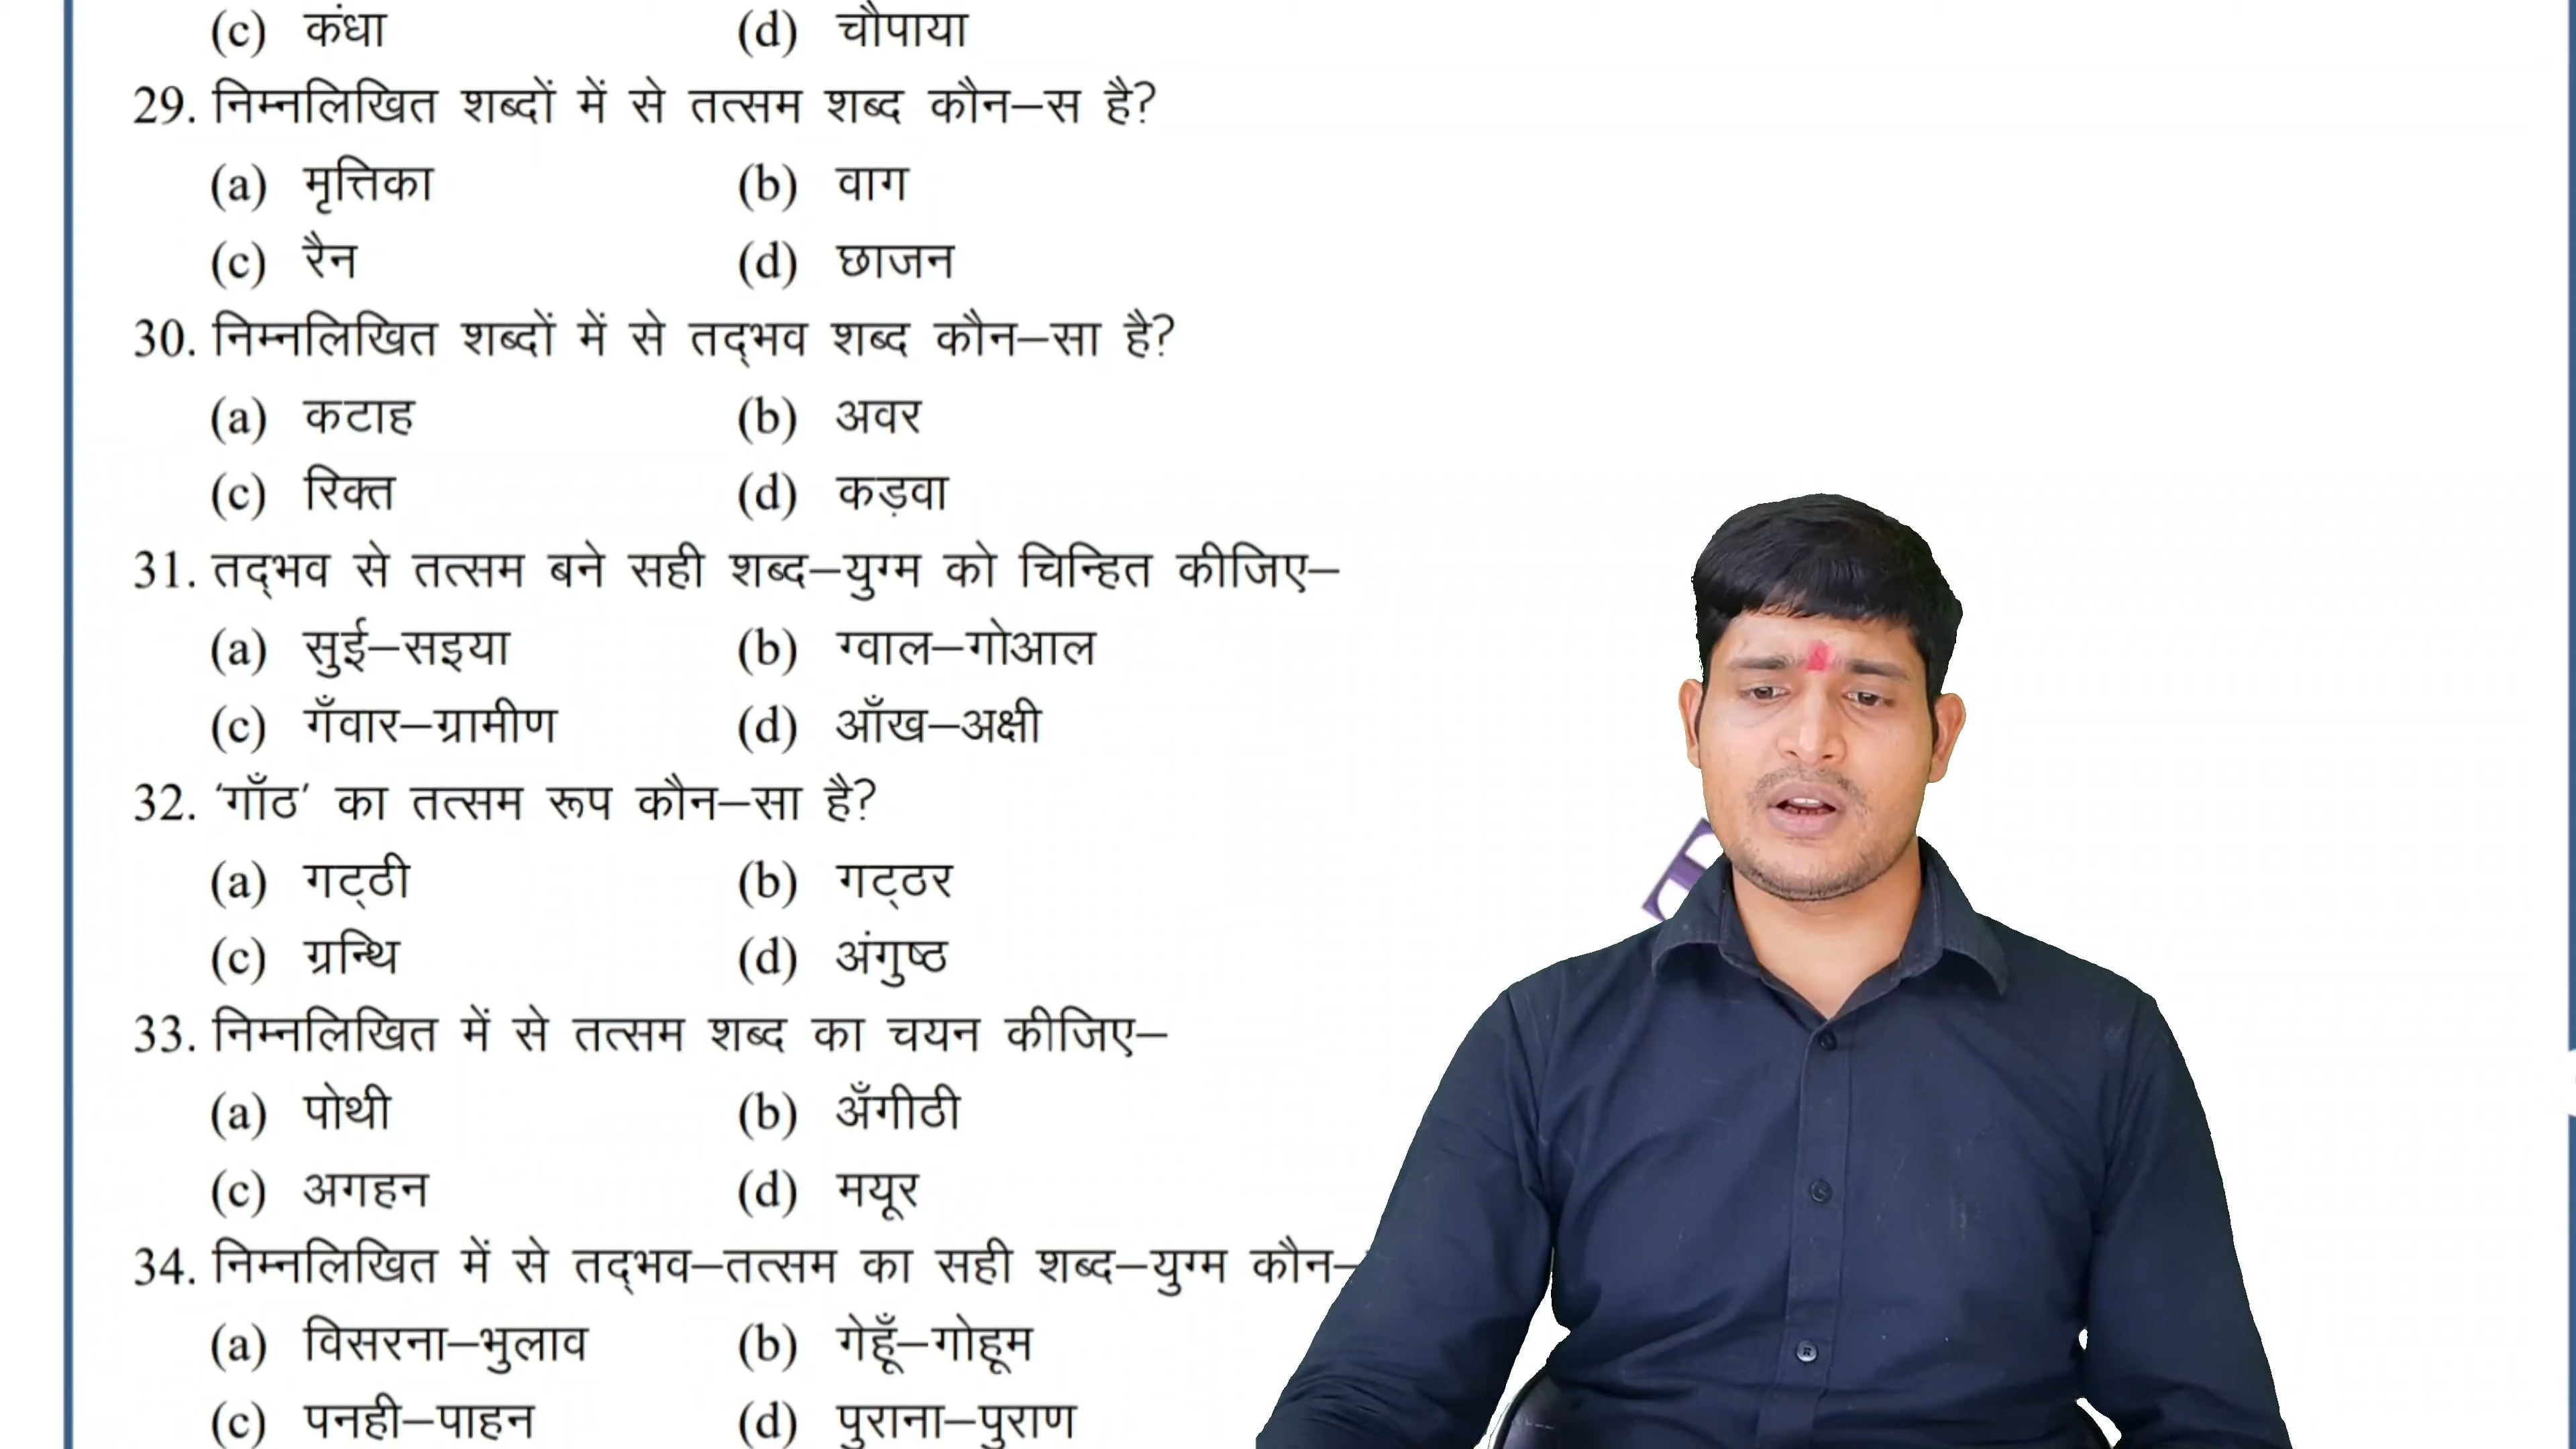 (c) कंधा (d) चौपाया
29. निम्नलिखित शब्दों में से तत्सम शब्द कौन–स है?
(a) मृत्तिका (b) वाग
(c) रैन (d) छाजन
30. निम्नलिखित शब्दों में से तद्‌भव शब्द कौन–सा है?
(a) कटाह (b) अवर
(c) रिक्त (d) कड़वा
31. तद्‌भव से तत्सम बने सही शब्द–युग्म को चिन्हित कीजिए–
(a) सुई–सइया (b) ग्वाल–गोआल
(c) गँवार–ग्रामीण (d) आँख–अक्षी
32. ‘गाँठ’ का तत्सम रूप कौन–सा है?
(a) गट्‌ठी (b) गट्‌ठर
(c) ग्रन्थि (d) अंगुष्ठ
33. निम्नलिखित में से तत्सम शब्द का चयन कीजिए–
(a) पोथी (b) अँगीठी
(c) अगहन (d) मयूर
34. निम्नलिखित में से तद्‌भव–तत्सम का सही शब्द–युग्म कौन–
(a) विसरना–भुलाव (b) गेहूँ–गोहूम
(c) पनही–पाहन (d) पुराना–पुराण